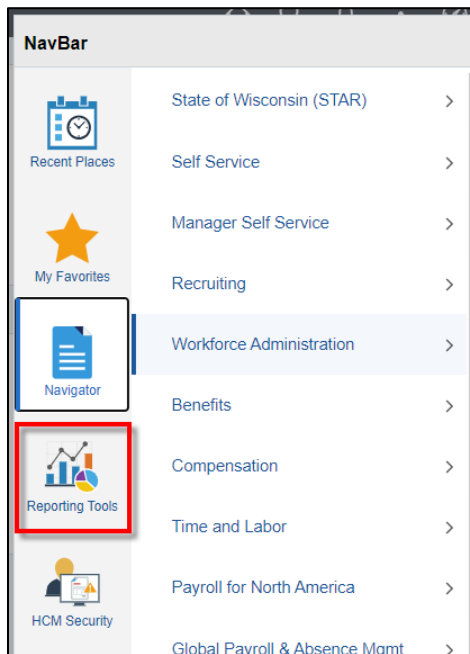 NavBar
Recent Places
My Favorites
Navigator
Reporting Tools
HCM Security
State of Wisconsin (STAR)
Self Service
Manager Self Service
Recruiting
Workforce Administration
Benefits
Compensation
Time and Labor
Payroll for North America
Global Payroll & Absence Mgmt